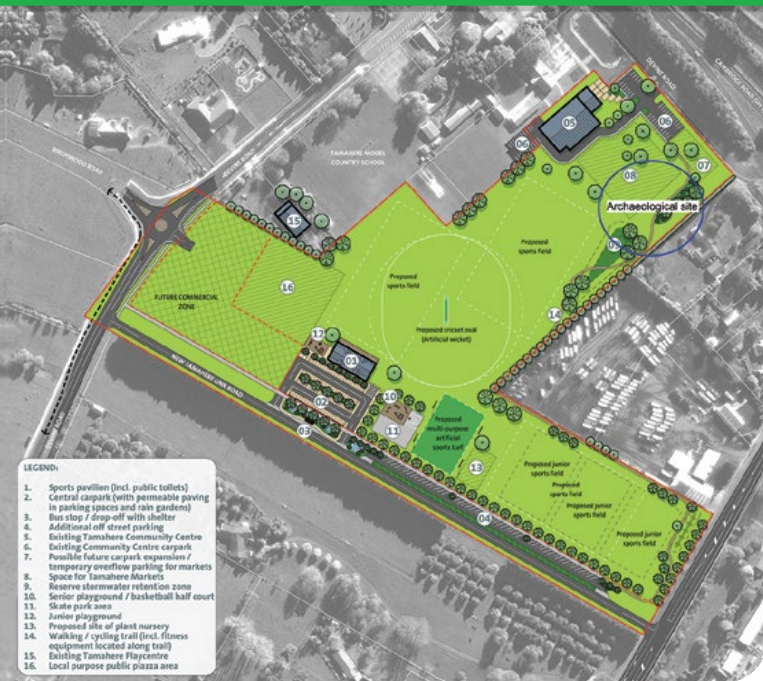 DEVINE ROAD
CAMBRIDGE ROAD
05
06
06
07
08
BIRCHWOOD ROAD
DEVINE ROAD
TAMAHERE MODEL
COUNTRY SCHOOL
Archaeological site
09
15
Proposed
sports field
Proposed
sports field
14
16
FUTURE COMMERCIAL
ZONE
Proposed cricket oval
(Artificial wicket)
12
01
NEW TAMAHERE LINK ROAD
02
10
11
03
Proposed
multi-purpose
artificial
sports turf
13
Proposed junior
sports field
Proposed
sports field
Proposed junior
sports field
Proposed junior
sports field
04
LEGEND:
1. Sports pavilion (incl. public toilets)
2. Central carpark (with permeable paving
in parking spaces and rain gardens)
3. Bus stop / drop-off with shelter
4. Additional off street parking
5. Existing Tamahere Community Centre
6. Existing Community Centre carpark
7. Possible future carpark expansion /
temporary overflow parking for markets
8. Space for Tamahere Markets
9. Reserve stormwater retention zone
10. Senior playground / basketball half court
11. Skate park area
12. Junior playground
13. Proposed site of plant nursery
14. Walking / cycling trail (incl. fitness
equipment located along trail)
15. Existing Tamahere Playcentre
16. Local purpose public piazza area